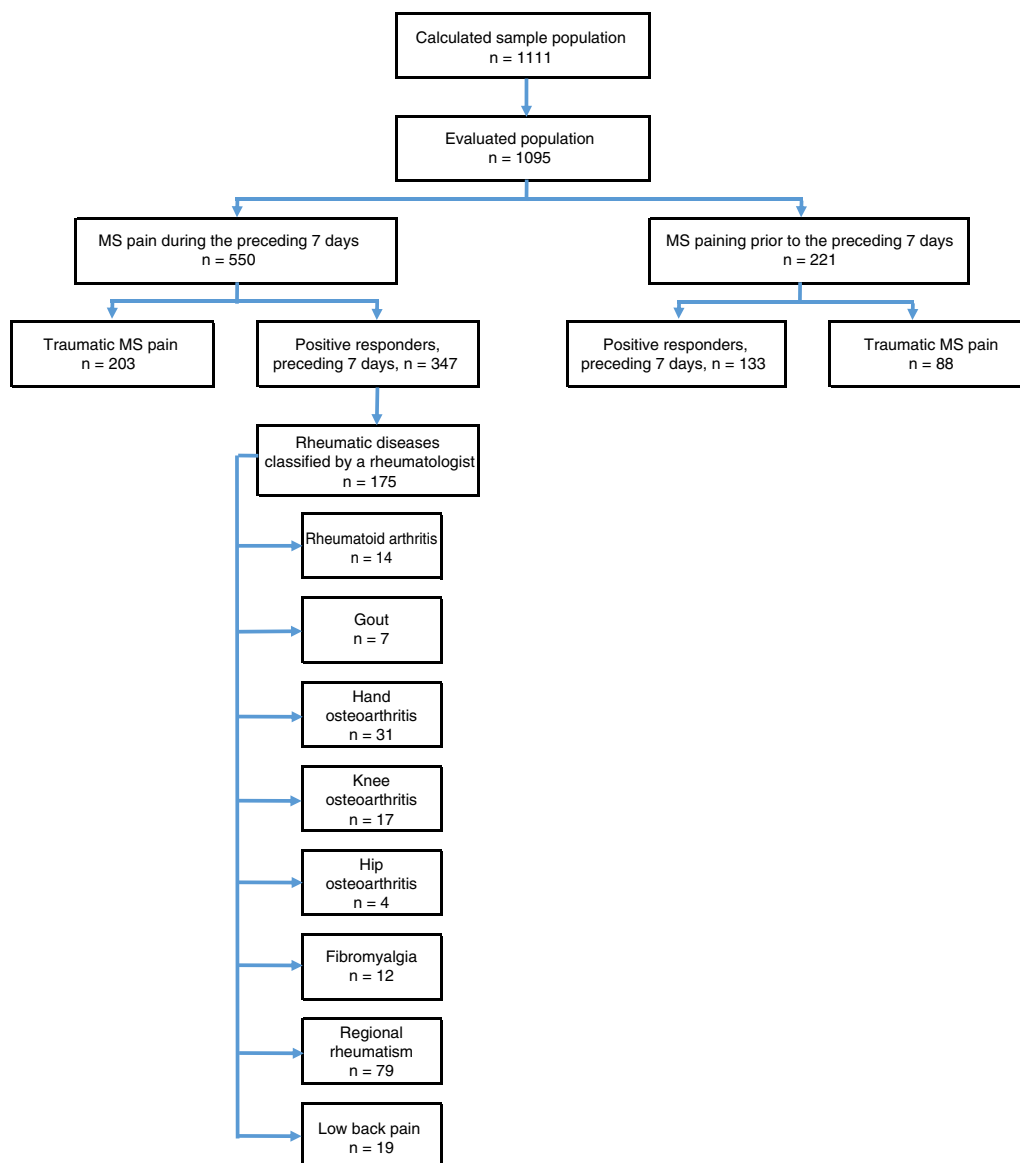 Calculated sample population
n = 1111
Evaluated population
n = 1095
MS pain during the preceding 7 days
n = 550
MS paining prior to the preceding 7 days
n = 221
Traumatic MS pain
n = 203
Positive responders,
preceding 7 days, n = 347
Positive responders,
preceding 7 days, n = 133
Traumatic MS pain
n = 88
Rheumatic diseases
classified by a rheumatologist
n = 175
Rheumatoid arthritis
n = 14
Gout
n = 7
Hand
osteoarthritis
n = 31
Knee
osteoarthritis
n = 17
Hip
osteoarthritis
n = 4
Fibromyalgia
n = 12
Regional
rheumatism
n = 79
Low back pain
n = 19